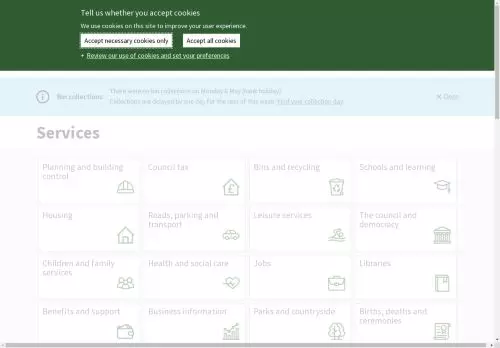 Tell us whether you accept cookies
We use cookies on this site to improve your user experience.
Accept necessary cookies only
Accept all cookies
Review our use of cookies and set your preferences
Bin collections
There were no bin collections on Monday 6 May (bank holiday).
Collections are delayed by one day for the rest of this week. Find your collection day.
Close
Services
Planning and building
control
Council tax
Bins and recycling
Schools and learning
Housing
Roads, parking and
transport
Leisure services
The council and
democracy
Children and family
services
Health and social care
Jobs
Libraries
Benefits and support
Business information
Parks and countryside
Births, deaths and
ceremonies